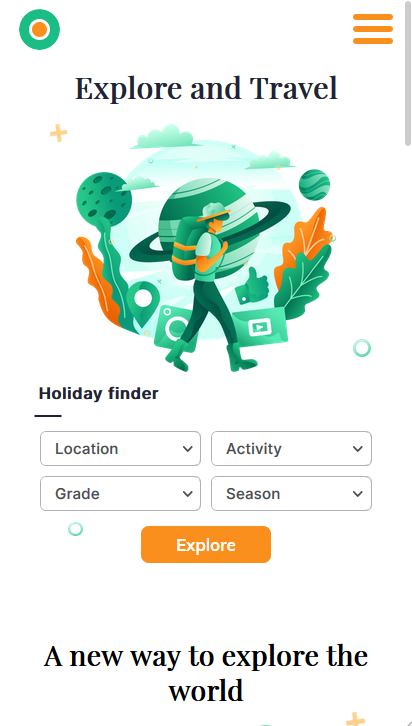 Explore and Travel
Holiday finder
Location
Activity
Grade
Season
Explore
A new way to explore the
world